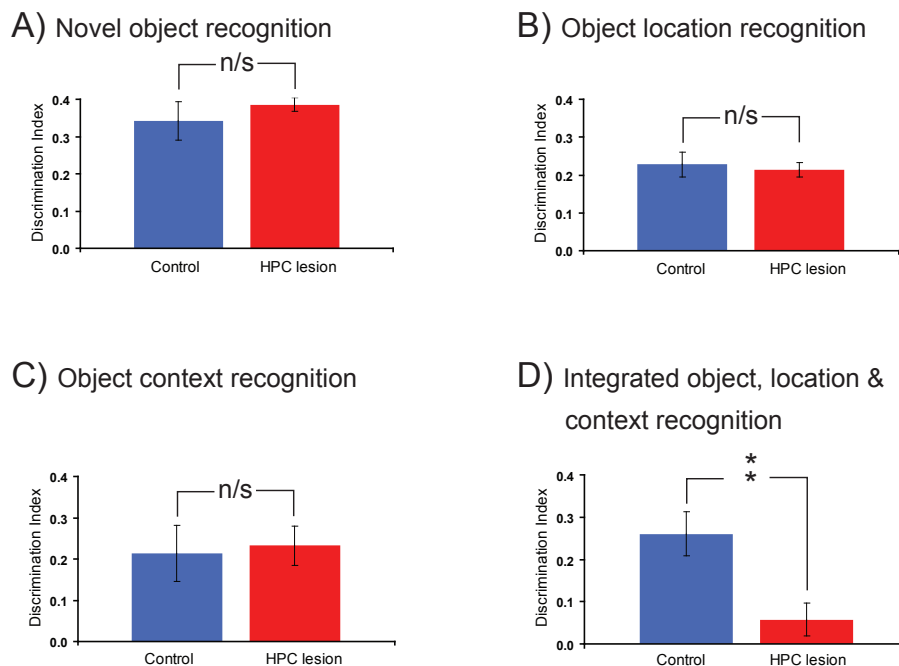 A) Novel object recognition
n/s
Discrimination Index
0.4
0.3
0.2
0.1
0.0
Control
HPC lesion
B) Object location recognition
n/s
Discrimination Index
0.4
0.3
0.2
0.1
0.0
Control
HPC lesion
C) Object context recognition
n/s
Discrimination Index
0.4
0.3
0.2
0.1
0.0
Control
HPC lesion
D) Integrated object, location &
context recognition
*
*
Discrimination Index
0.4
0.3
0.2
0.1
0.0
Control
HPC lesion